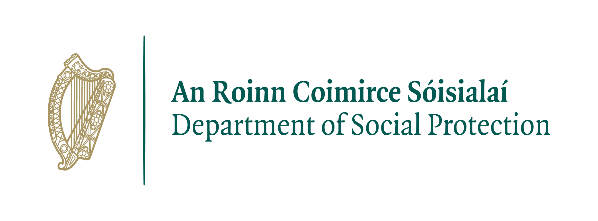 An Roinn Coimirce Sóisialaí
Department of Social Protection